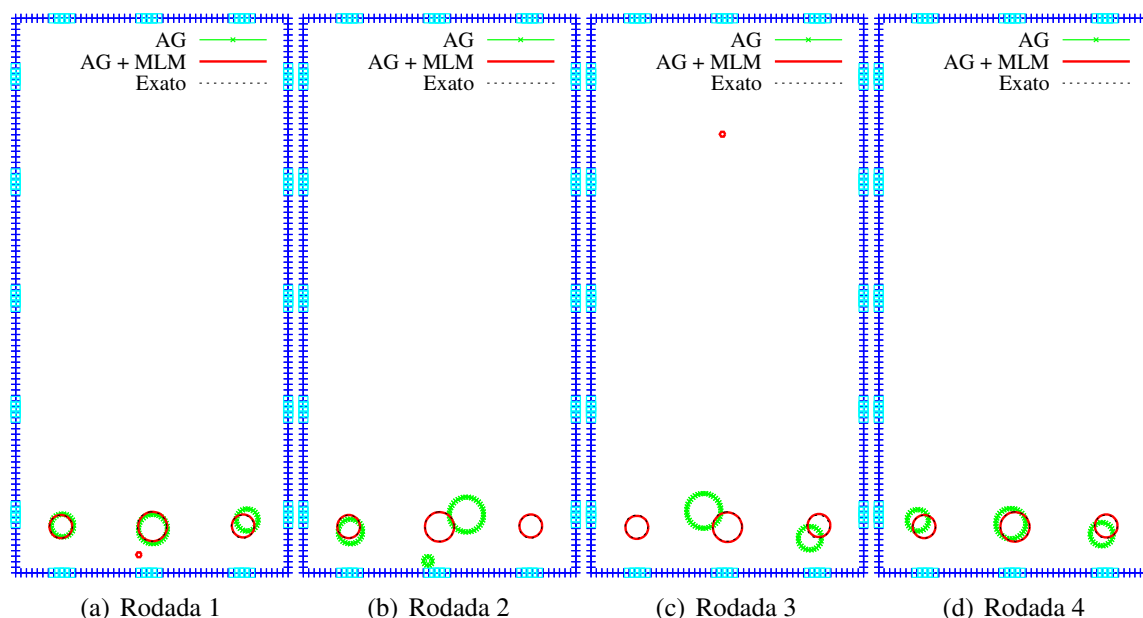 AG
AG + MLM
Exato
AG
AG + MLM
Exato
AG
AG + MLM
Exato
AG
AG + MLM
Exato
(a) Rodada 1
(b) Rodada 2
(c) Rodada 3
(d) Rodada 4